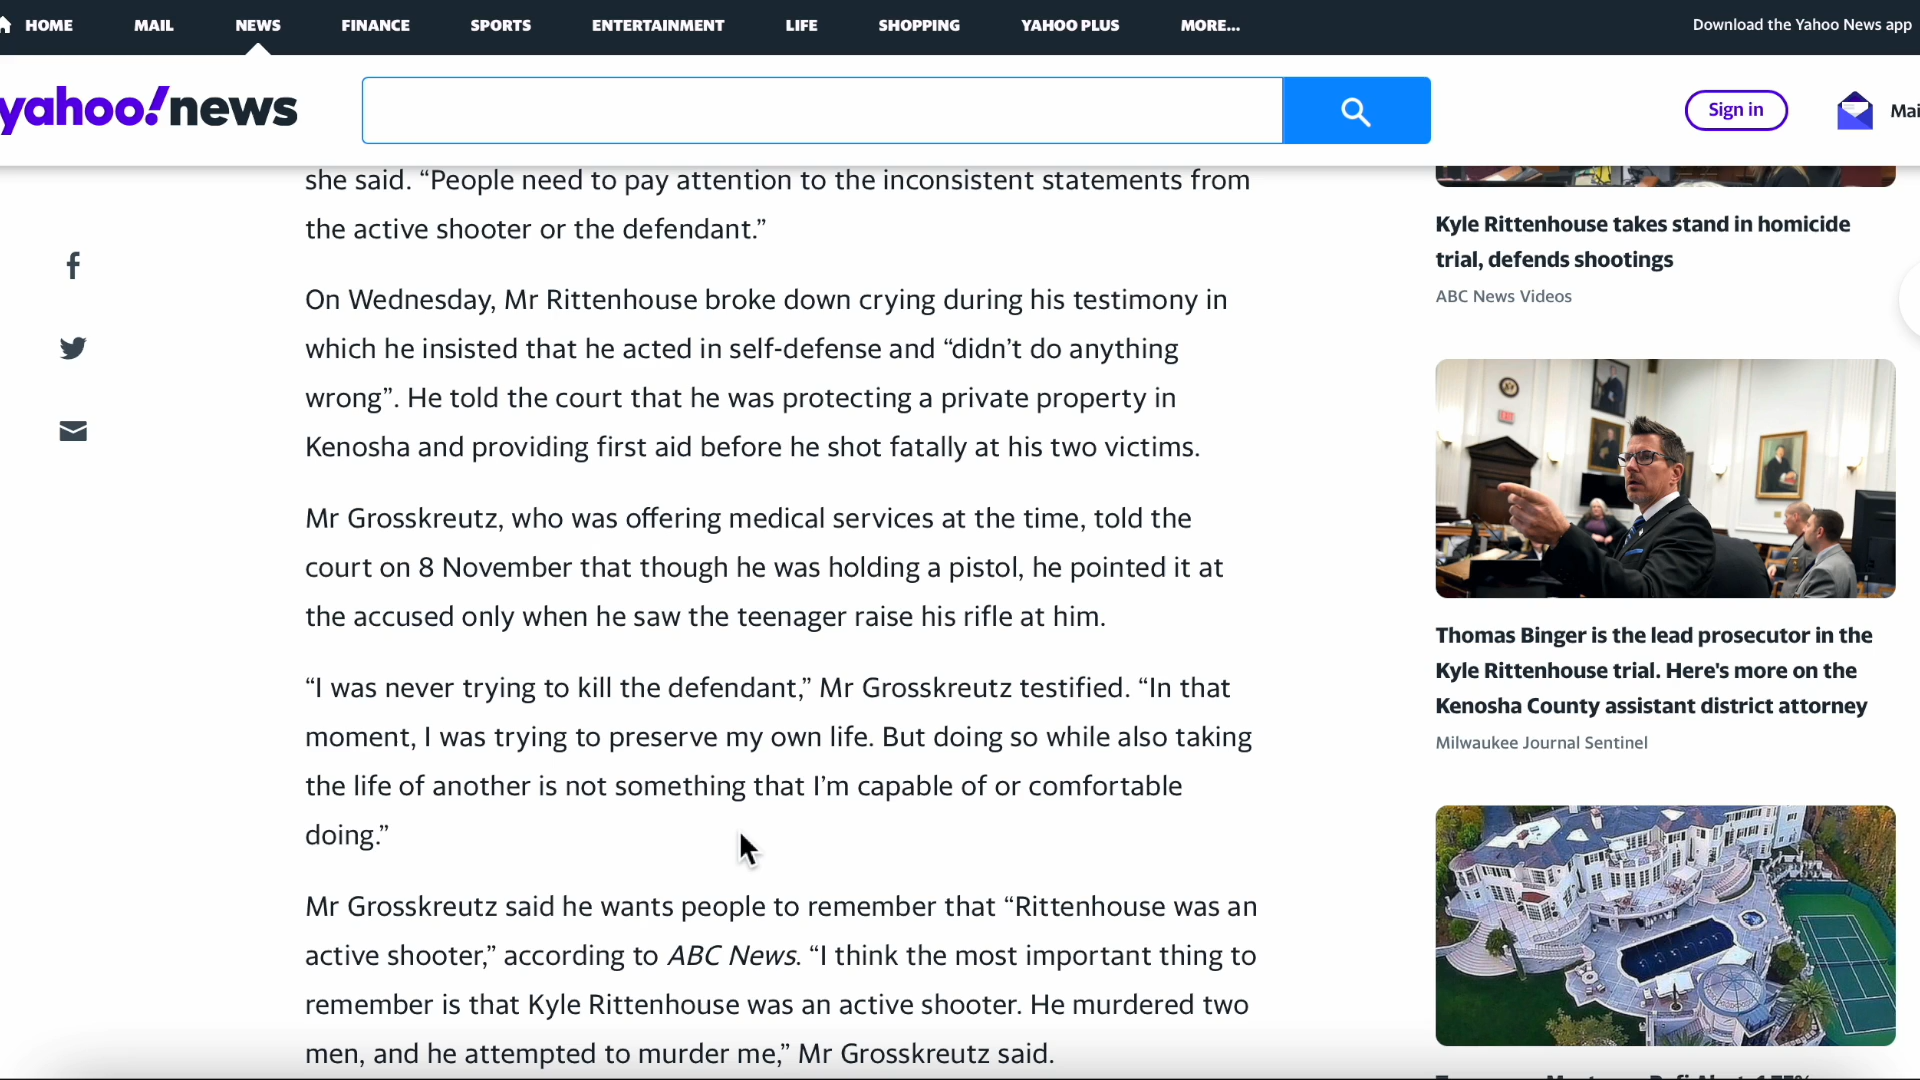 HOME MAIL NEWS FINANCE SPORTS ENTERTAINMENT LIFE SHOPPING YAHOO PLUS MORE... Download the Yahoo News app
yahoo!news
Sign in
Mai
she said. “People need to pay attention to the inconsistent statements from
the active shooter or the defendant.”
On Wednesday, Mr Rittenhouse broke down crying during his testimony in
which he insisted that he acted in self-defense and “didn’t do anything
wrong”. He told the court that he was protecting a private property in
Kenosha and providing first aid before he shot fatally at his two victims.
Mr Grosskreutz, who was offering medical services at the time, told the
court on 8 November that though he was holding a pistol, he pointed it at
the accused only when he saw the teenager raise his rifle at him.
“I was never trying to kill the defendant,” Mr Grosskreutz testified. “In that
moment, I was trying to preserve my own life. But doing so while also taking
the life of another is not something that I’m capable of or comfortable
doing.”
Mr Grosskreutz said he wants people to remember that “Rittenhouse was an
active shooter,” according to ABC News. “I think the most important thing to
remember is that Kyle Rittenhouse was an active shooter. He murdered two
men, and he attempted to murder me,” Mr Grosskreutz said.
Kyle Rittenhouse takes stand in homicide
trial, defends shootings
ABC News Videos
Thomas Binger is the lead prosecutor in the
Kyle Rittenhouse trial. Here's more on the
Kenosha County assistant district attorney
Milwaukee Journal Sentinel